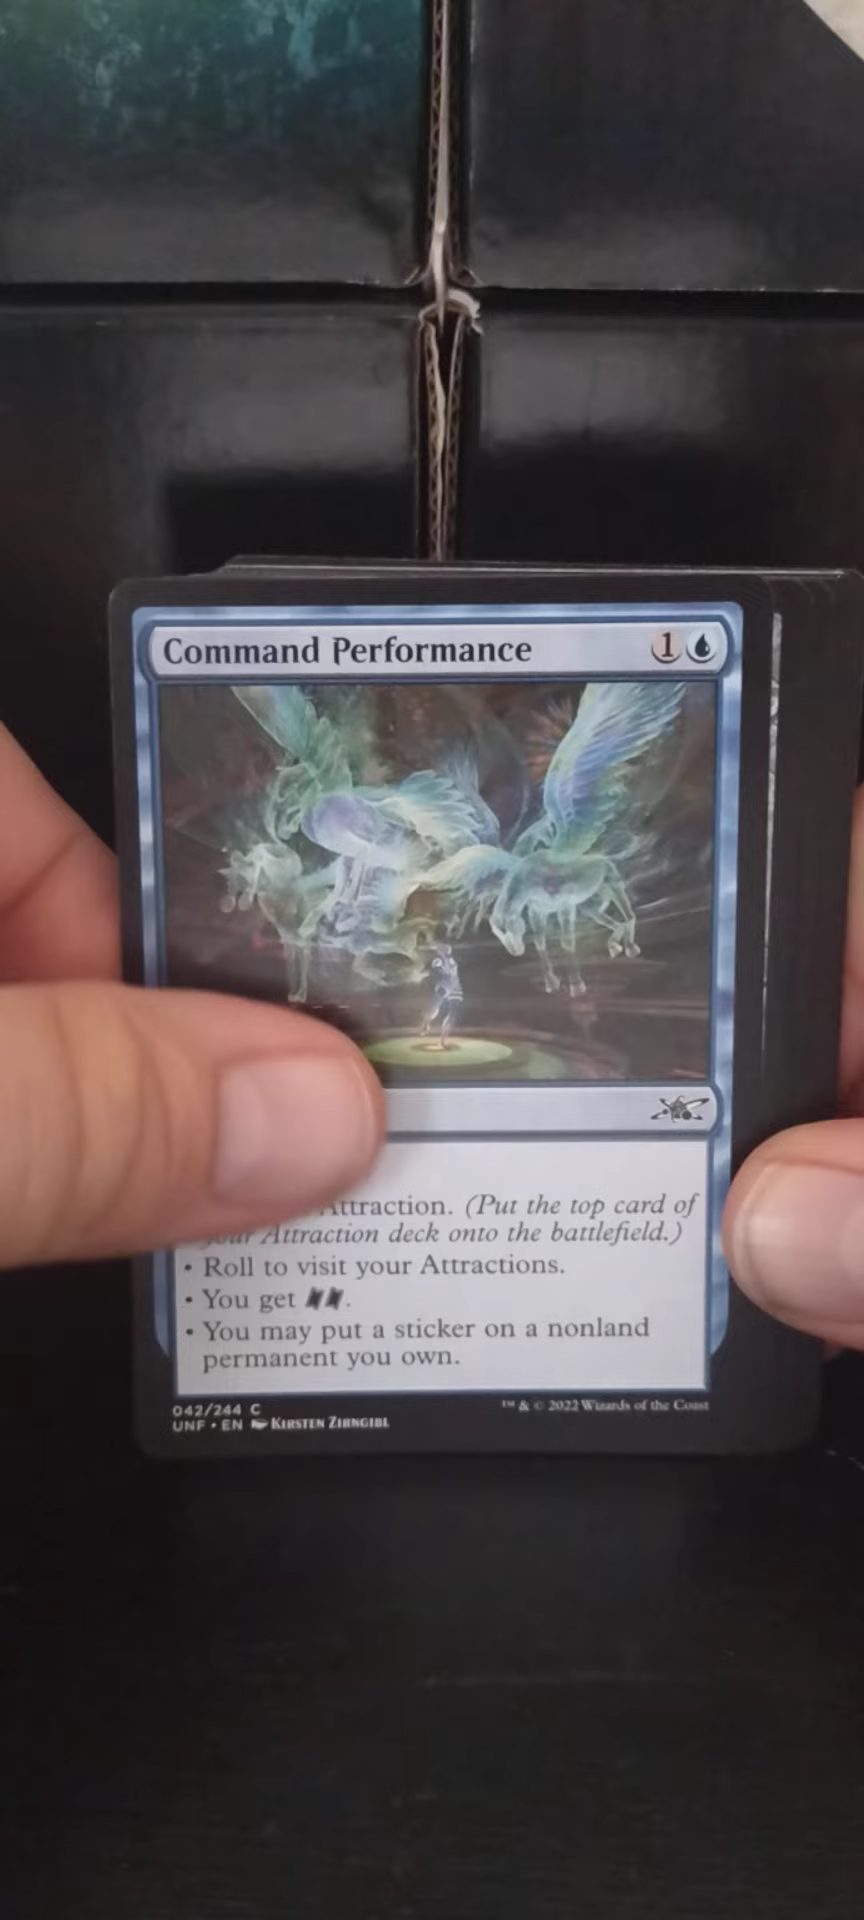 Command Performance
1
Attraction. (Put the top card of
your Attraction deck onto the battlefield.)
• Roll to visit your Attractions.
• You get .
• You may put a sticker on a nonland
permanent you own.
042/244 C
UNF • EN KIRSTEN ZIRNGIBL
™ & © 2022 Wizards of the Coast